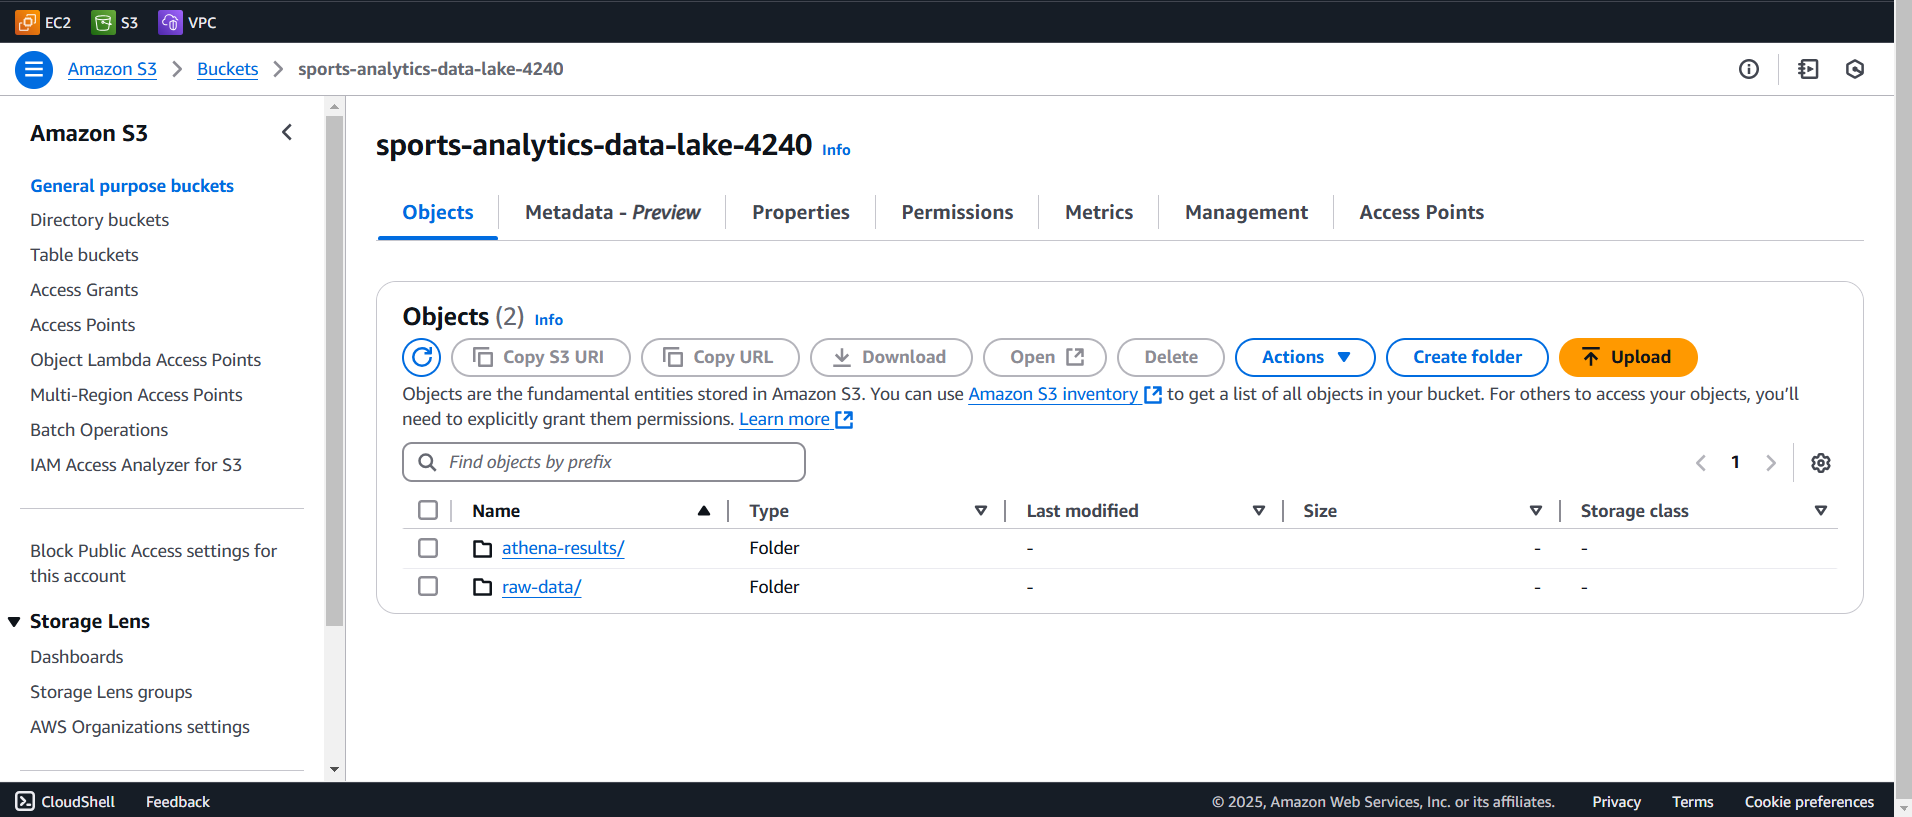 EC2 S3 VPC
Amazon S3 Buckets sports-analytics-data-lake-4240
Amazon S3
General purpose buckets
Directory buckets
Table buckets
Access Grants
Access Points
Object Lambda Access Points
Multi-Region Access Points
Batch Operations
IAM Access Analyzer for S3
Block Public Access settings for
this account
Storage Lens
Dashboards
Storage Lens groups
AWS Organizations settings
sports-analytics-data-lake-4240 Info
Objects Metadata - Preview Properties Permissions Metrics Management Access Points
Objects (2) Info
Copy S3 URI Copy URL Download Open Delete Actions Create folder Upload
Objects are the fundamental entities stored in Amazon S3. You can use Amazon S3 inventory to get a list of all objects in your bucket. For others to access your objects, you'll
need to explicitly grant them permissions. Learn more
Find objects by prefix
1
Name Type Last modified Size Storage class
athena-results/ Folder - - -
raw-data/ Folder - - -
CloudShell Feedback © 2025, Amazon Web Services, Inc. or its affiliates. Privacy Terms Cookie preferences